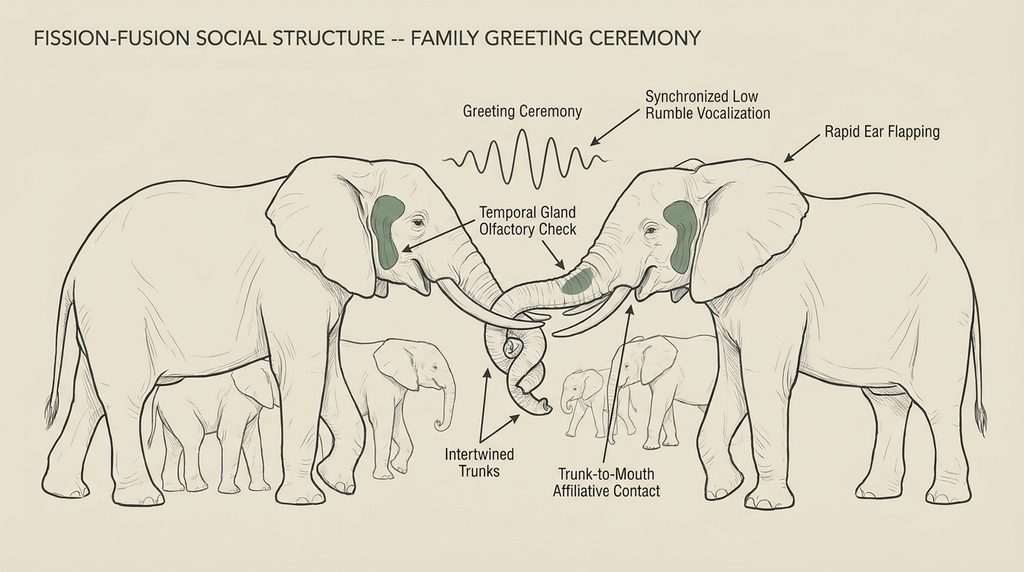 FISSION-FUSION SOCIAL STRUCTURE -- FAMILY GREETING CEREMONY
Greeting Ceremony
Synchronized Low
Rumble Vocalization
Rapid Ear Flapping
Temporal Gland
Olfactory Check
Intertwined
Trunks
Trunk-to-Mouth
Affiliative Contact